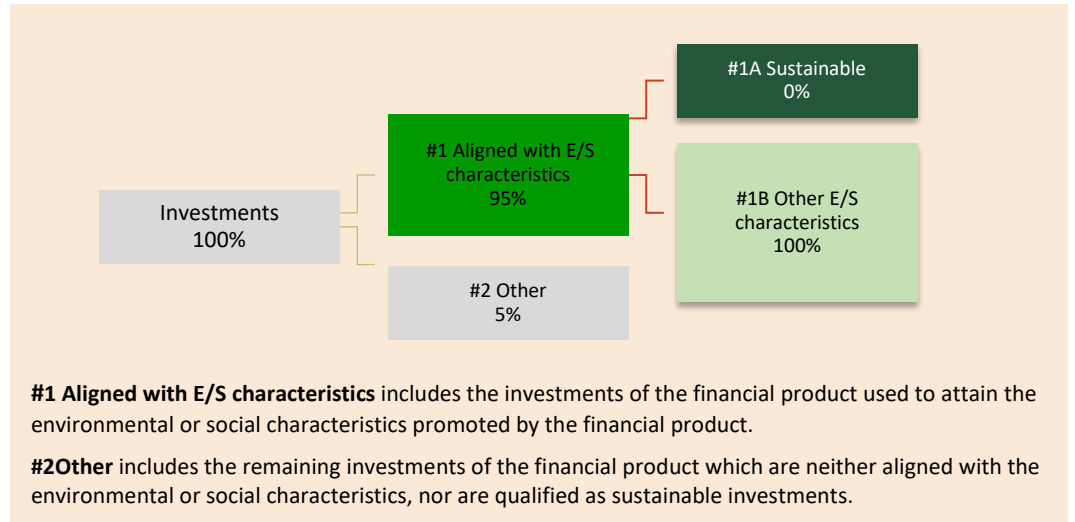 #1A Sustainable
0%
#1 Aligned with E/S
characteristics
95%
Investments
100%
#1B Other E/S
characteristics
100%
#2 Other
5%
#1 Aligned with E/S characteristics includes the investments of the financial product used to attain the
environmental or social characteristics promoted by the financial product.
#2Other includes the remaining investments of the financial product which are neither aligned with the
environmental or social characteristics, nor are qualified as sustainable investments.